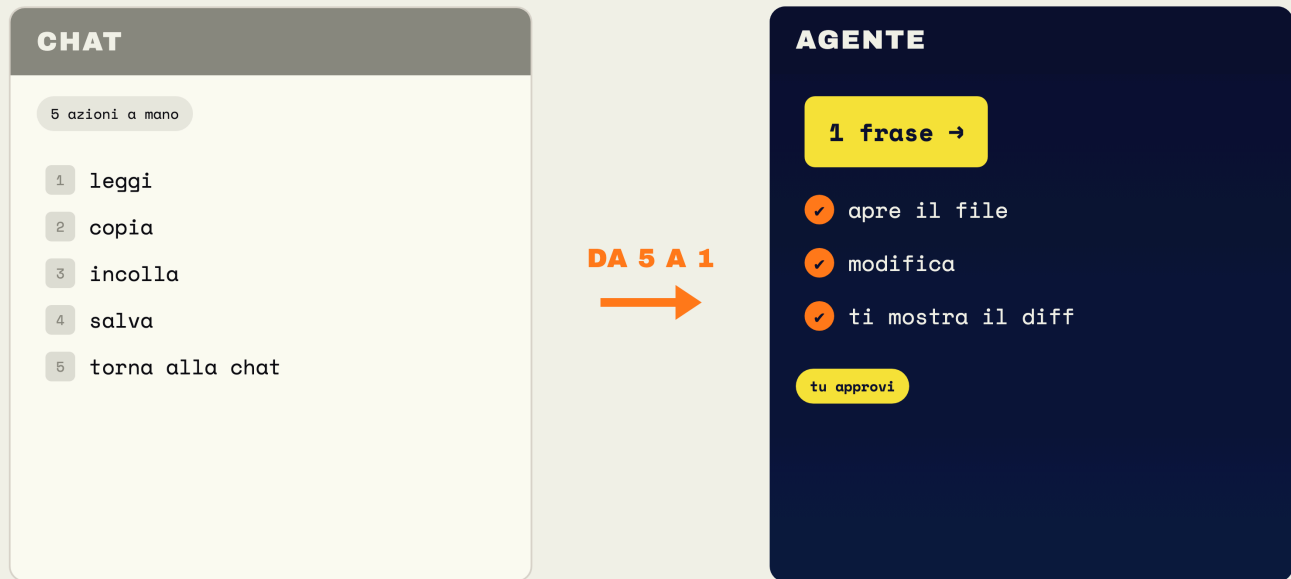 CHAT
5 azioni a mano
1 leggi
2 copia
3 incolla
4 salva
5 torna alla chat
DA 5 A 1
AGENTE
1 frase →
✔ apre il file
✔ modifica
✔ ti mostra il diff
tu approvi